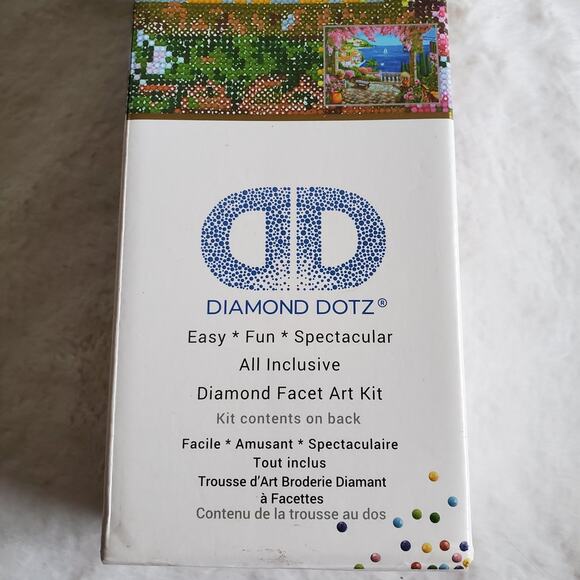 DIAMOND DOTZ®
Easy * Fun * Spectacular
All Inclusive
Diamond Facet Art Kit
Kit contents on back
Facile * Amusant * Spectaculaire
Tout inclus
Trousse d'Art Broderie Diamant
à Facettes
Contenu de la trousse au dos